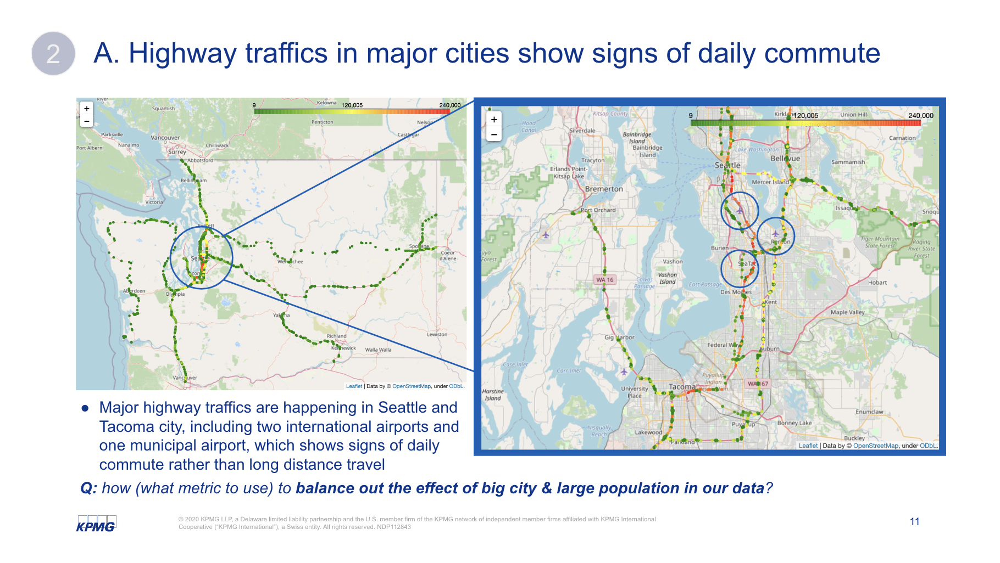 2
A. Highway traffics in major cities show signs of daily commute
+
−
9
120,005
240,000
River
Squamish
Kelowna
Penticton
Nelson
Castlegar
Parksville
Nanaimo
Port Alberni
Vancouver
Surrey
Chilliwack
Abbotsford
Bellingham
Victoria
Everett
Spokane
Coeur
d'Alene
Wenatchee
Aberdeen
Olympia
Yakima
Richland
Kennewick
Walla Walla
Lewiston
Vancouver
Leaflet | Data by © OpenStreetMap, under ODbL.
+
−
9
120,005
240,000
Kitsap County
Kirkland
Union Hill-
Hood
Canal
Silverdale
Bainbridge
Island
Bainbridge
Island
Carnation
Lake Washington
Tracyton
Seattle
Bellevue
Sammamish
Erlands Point-
Kitsap Lake
Mercer Island
Bremerton
Port Orchard
Issaquah
Snoqu
Tiger Mountain
State Forest
Raging
River State
Forest
uya
Forest
Burien
Renton
SeaTac
Vashon
Vashon
Island
WA 16
Colvos
Passage
East Passage
Hobart
Des Moines
Kent
Maple Valley
Gig Harbor
Federal Way
Auburn
Case Inlet
Carr Inlet
Puyallup
Indian
WA 167
University
Place
Tacoma
Harstine
Island
Enumclaw
Puyallup
Bonney Lake
Nisqually
Reach
Lakewood
Parkland
Buckley
Leaflet | Data by © OpenStreetMap, under ODbL.
● Major highway traffics are happening in Seattle and
Tacoma city, including two international airports and
one municipal airport, which shows signs of daily
commute rather than long distance travel
Q: how (what metric to use) to balance out the effect of big city & large population in our data?
KPMG
© 2020 KPMG LLP, a Delaware limited liability partnership and the U.S. member firm of the KPMG network of independent member firms affiliated with KPMG International
Cooperative (“KPMG International”), a Swiss entity. All rights reserved. NDP112843
11